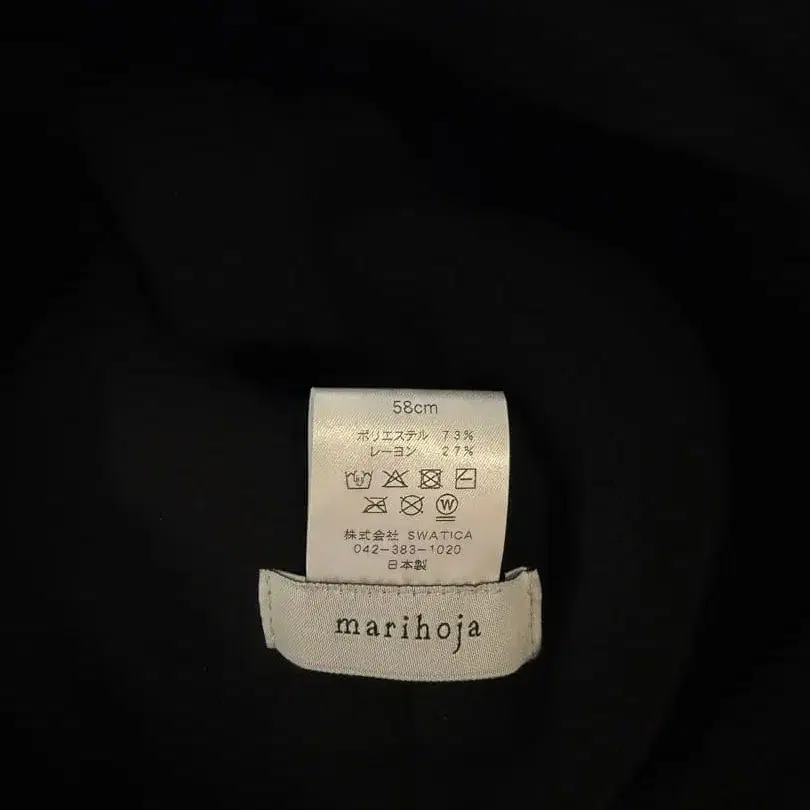 58cm
ポリエステル 73%
レーヨン 27%
W
株式会社 SWATICA
042-383-1020
日本製
marihoja